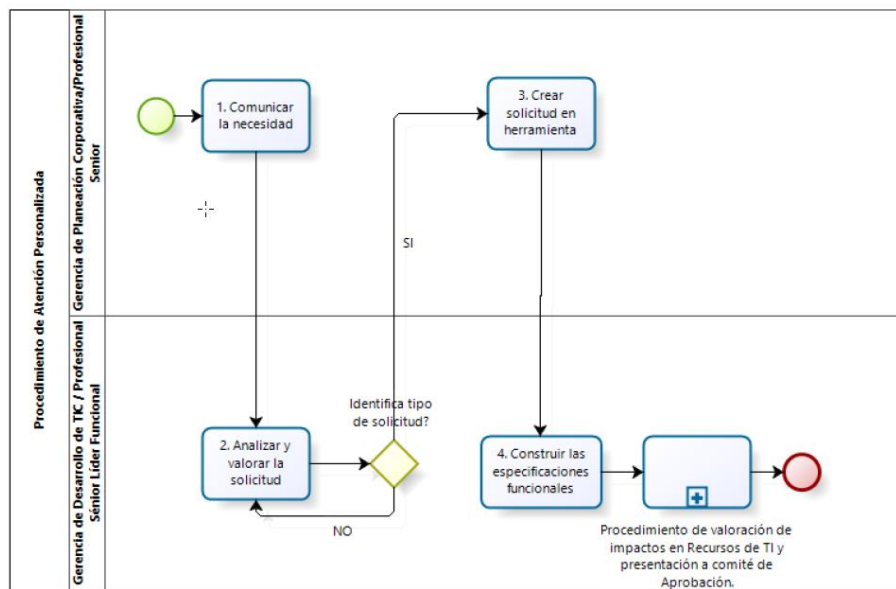 Procedimiento de Atención Personalizada
Gerencia de Planeación Corporativa/Profesional
Senior
1. Comunicar
la necesidad
3. Crear
solicitud en
herramienta
SI
Gerencia de Desarrollo de TIC / Profesional
Sénior Líder Funcional
Identifica tipo
de solicitud?
2. Analizar y
valorar la
solicitud
NO
4. Construir las
especificaciones
funcionales
Procedimiento de valoración de
impactos en Recursos de TI y
presentación a comité de
Aprobación.